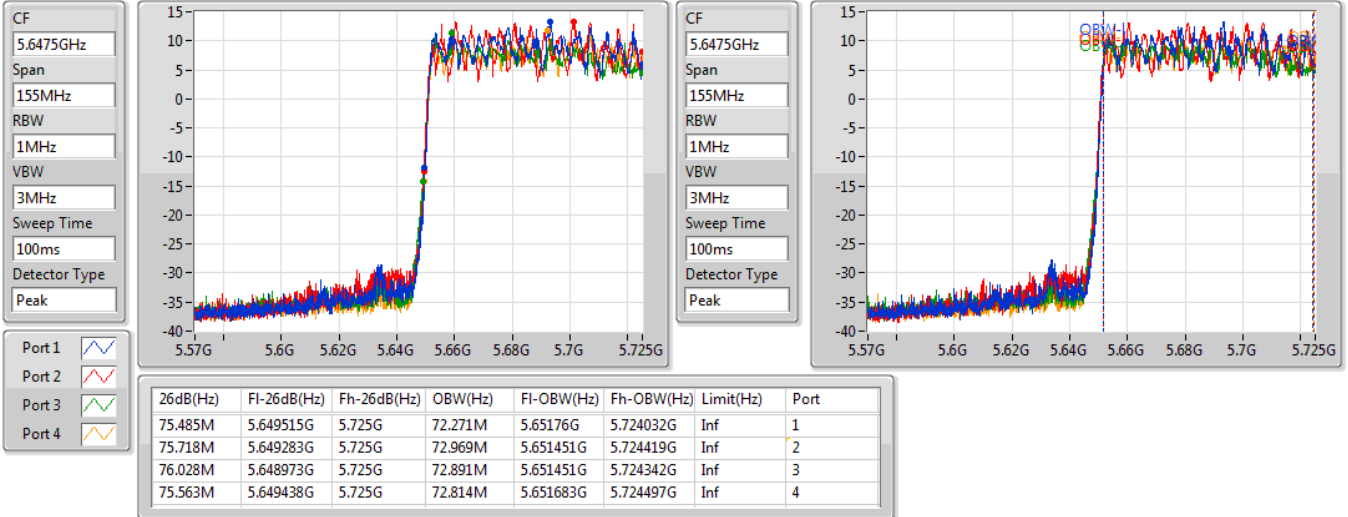 CF
5.6475GHz
Span
155MHz
RBW
1MHz
VBW
3MHz
Sweep Time
100ms
Detector Type
Peak
15
10
5
0
-5
-10
-15
-20
-25
-30
-35
-40
5.57G 5.6G 5.62G 5.64G 5.66G 5.68G 5.7G 5.725G
CF
5.6475GHz
Span
155MHz
RBW
1MHz
VBW
3MHz
Sweep Time
100ms
Detector Type
Peak
15
10
5
0
-5
-10
-15
-20
-25
-30
-35
-40
5.57G 5.6G 5.62G 5.64G 5.66G 5.68G 5.7G 5.725G
Port 1
Port 2
Port 3
Port 4
26dB(Hz) Fl-26dB(Hz) Fh-26dB(Hz) OBW(Hz) Fl-OBW(Hz) Fh-OBW(Hz) Limit(Hz) Port
75.485M 5.649515G 5.725G 72.271M 5.65176G 5.724032G Inf 1
75.718M 5.649283G 5.725G 72.969M 5.651451G 5.724419G Inf 2
76.028M 5.648973G 5.725G 72.891M 5.651451G 5.724342G Inf 3
75.563M 5.649438G 5.725G 72.814M 5.651683G 5.724497G Inf 4